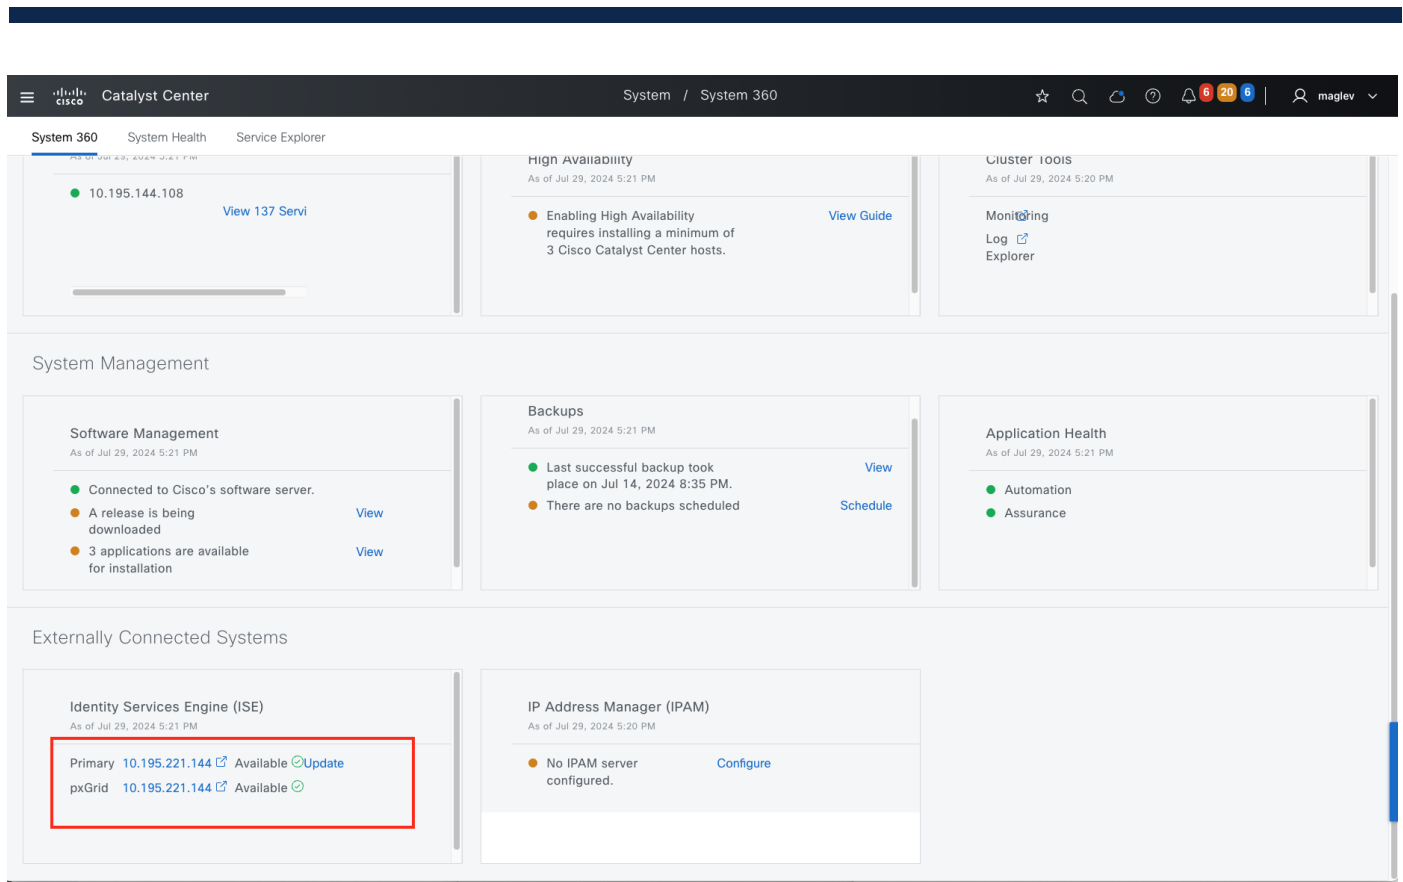 cisco Catalyst Center
System / System 360
6 20 6
maglev
System 360 System Health Service Explorer
As of Jul 29, 2024 5:21 PM
10.195.144.108
View 137 Servi
High Availability
As of Jul 29, 2024 5:21 PM
Enabling High Availability View Guide
requires installing a minimum of
3 Cisco Catalyst Center hosts.
Cluster Tools
As of Jul 29, 2024 5:20 PM
Monitoring
Log
Explorer
System Management
Software Management
As of Jul 29, 2024 5:21 PM
Connected to Cisco's software server.
A release is being View
downloaded
3 applications are available View
for installation
Backups
As of Jul 29, 2024 5:21 PM
Last successful backup took View
place on Jul 14, 2024 8:35 PM.
There are no backups scheduled Schedule
Application Health
As of Jul 29, 2024 5:21 PM
Automation
Assurance
Externally Connected Systems
Identity Services Engine (ISE)
As of Jul 29, 2024 5:21 PM
Primary 10.195.221.144 Available Update
pxGrid 10.195.221.144 Available
IP Address Manager (IPAM)
As of Jul 29, 2024 5:20 PM
No IPAM server Configure
configured.